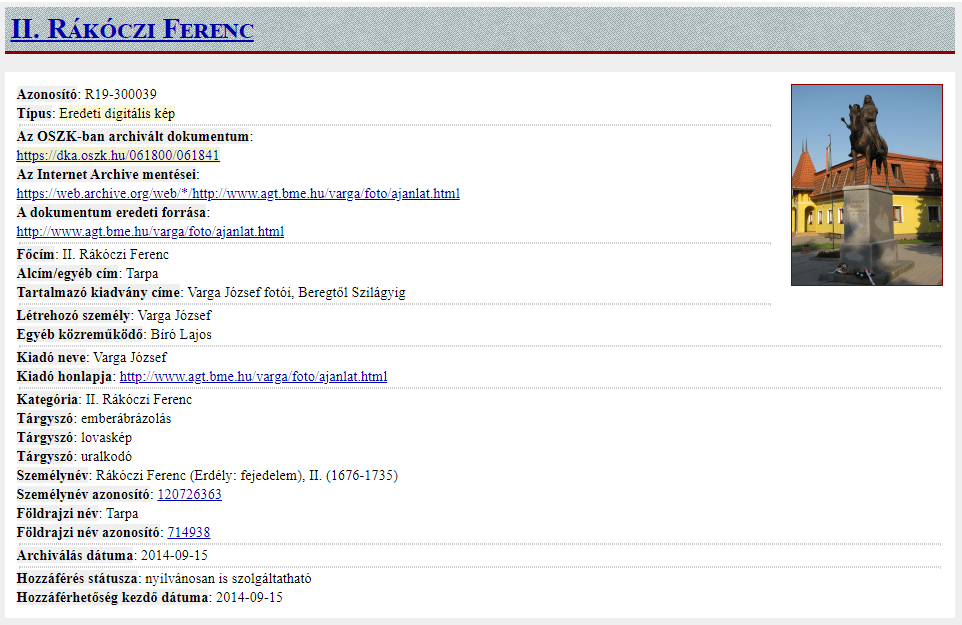 II. Rákóczi Ferenc
Azonosító: R19-300039
Típus: Eredeti digitális kép
Az OSZK-ban archivált dokumentum:
https://dka.oszk.hu/061800/061841
Az Internet Archive mentései:
https://web.archive.org/web/*/http://www.agt.bme.hu/varga/foto/ajanlat.html
A dokumentum eredeti forrása:
http://www.agt.bme.hu/varga/foto/ajanlat.html
Főcím: II. Rákóczi Ferenc
Alcím/egyéb cím: Tarpa
Tartalmazó kiadvány címe: Varga József fotói, Beregtől Szilágyig
Létrehozó személy: Varga József
Egyéb közreműködő: Bíró Lajos
Kiadó neve: Varga József
Kiadó honlapja: http://www.agt.bme.hu/varga/foto/ajanlat.html
Kategória: II. Rákóczi Ferenc
Tárgyszó: emberábrázolás
Tárgyszó: lovaskép
Tárgyszó: uralkodó
Személynév: Rákóczi Ferenc (Erdély: fejedelem), II. (1676-1735)
Személynév azonosító: 120726363
Földrajzi név: Tarpa
Földrajzi név azonosító: 714938
Archiválás dátuma: 2014-09-15
Hozzáférés státusza: nyilvánosan is szolgáltatható
Hozzáférhetőség kezdő dátuma: 2014-09-15